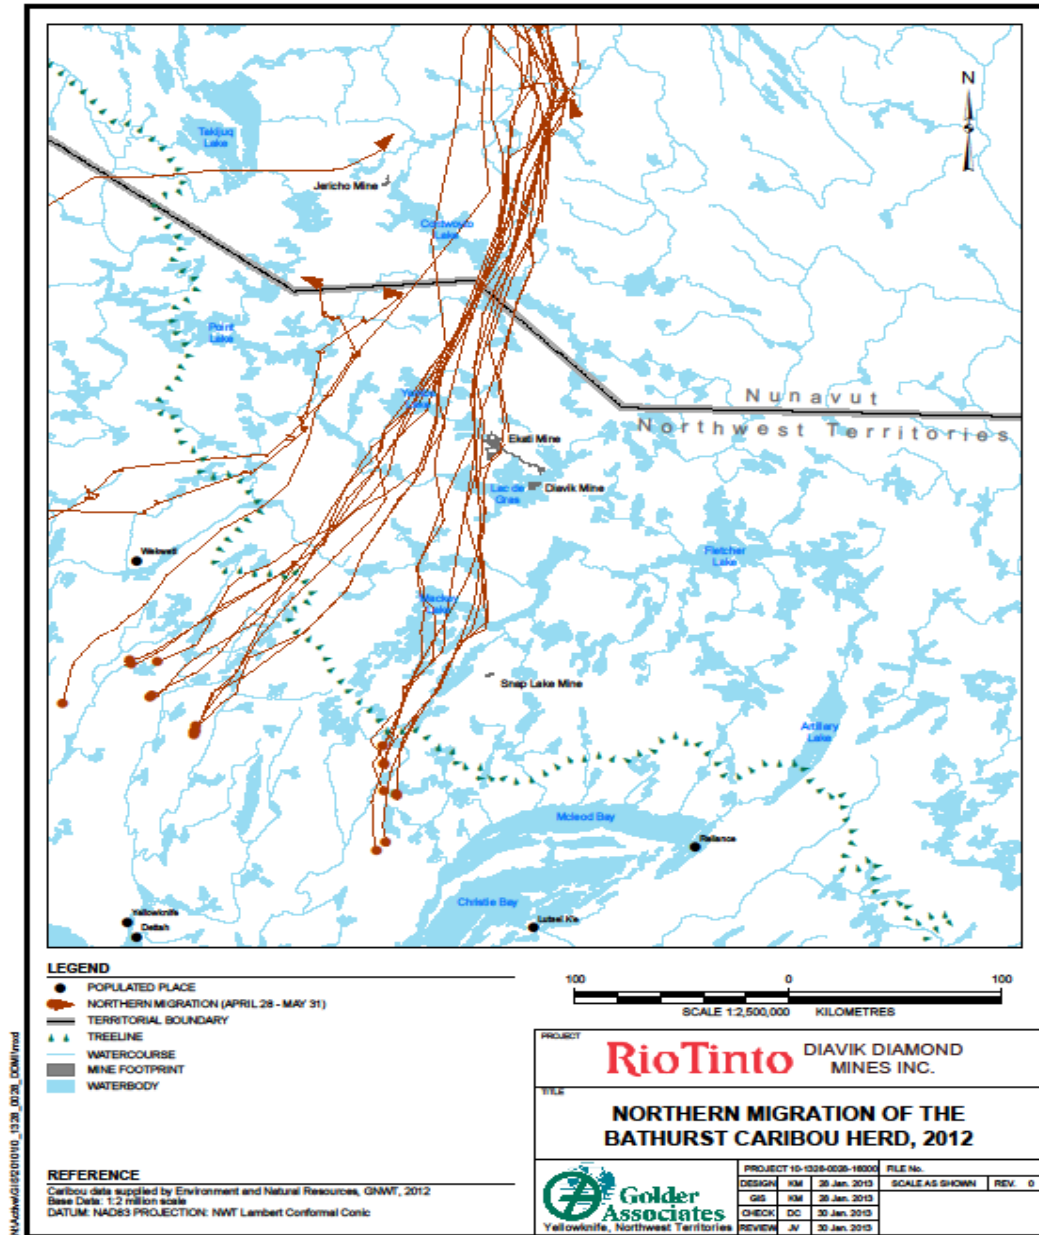 N
Takijuq
Lake
Jericho Mine
Contwoyto
Lake
Point
Lake
Nunavut
Northwest Territories
Ekati Mine
Lac de
Gras
Diavik Mine
Wekweti
Fletcher
Lake
Mackay
Lake
Snap Lake Mine
Artillery
Lake
Mcleod Bay
Reliance
Christie Bay
Lutsel K'e
Yellowknife
Dettah
LEGEND
POPULATED PLACE
NORTHERN MIGRATION (APRIL 28 - MAY 31)
TERRITORIAL BOUNDARY
TREELINE
WATERCOURSE
MINE FOOTPRINT
WATERBODY
100 0 100
SCALE 1:2,500,000 KILOMETRES
PROJECT
RioTinto DIAVIK DIAMOND
MINES INC.
TITLE
NORTHERN MIGRATION OF THE
BATHURST CARIBOU HERD, 2012
REFERENCE
Caribou data supplied by Environment and Natural Resources, GNWT, 2012
Base Data: 1:2 million scale
DATUM: NAD83 PROJECTION: NWT Lambert Conformal Conic
Golder
Associates
Yellowknife, Northwest Territories
PROJECT 10-1328-0028-16000 FILE No.
DESIGN KM 28 Jan. 2013 SCALE AS SHOWN REV. 0
GIS KM 28 Jan. 2013
CHECK DC 30 Jan. 2013
REVIEW JV 30 Jan. 2013